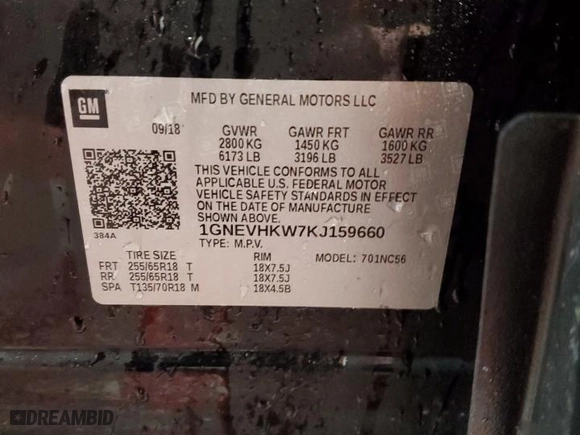 GM
MFD BY GENERAL MOTORS LLC
09/18 GVWR GAWR FRT GAWR RR
2800 KG 1450 KG 1600 KG
6173 LB 3196 LB 3527 LB
THIS VEHICLE CONFORMS TO ALL
APPLICABLE U.S. FEDERAL MOTOR
VEHICLE SAFETY STANDARDS IN EFFECT
ON THE DATE OF MANUFACTURE
SHOWN ABOVE.
384A
1GNEVHKW7KJ159660
TYPE: M.P.V.
TIRE SIZE RIM MODEL: 701NC56
FRT 255/65R18 T 18X7.5J
RR 255/65R18 T 18X7.5J
SPA T135/70R18 M 18X4.5B
DREAMBID